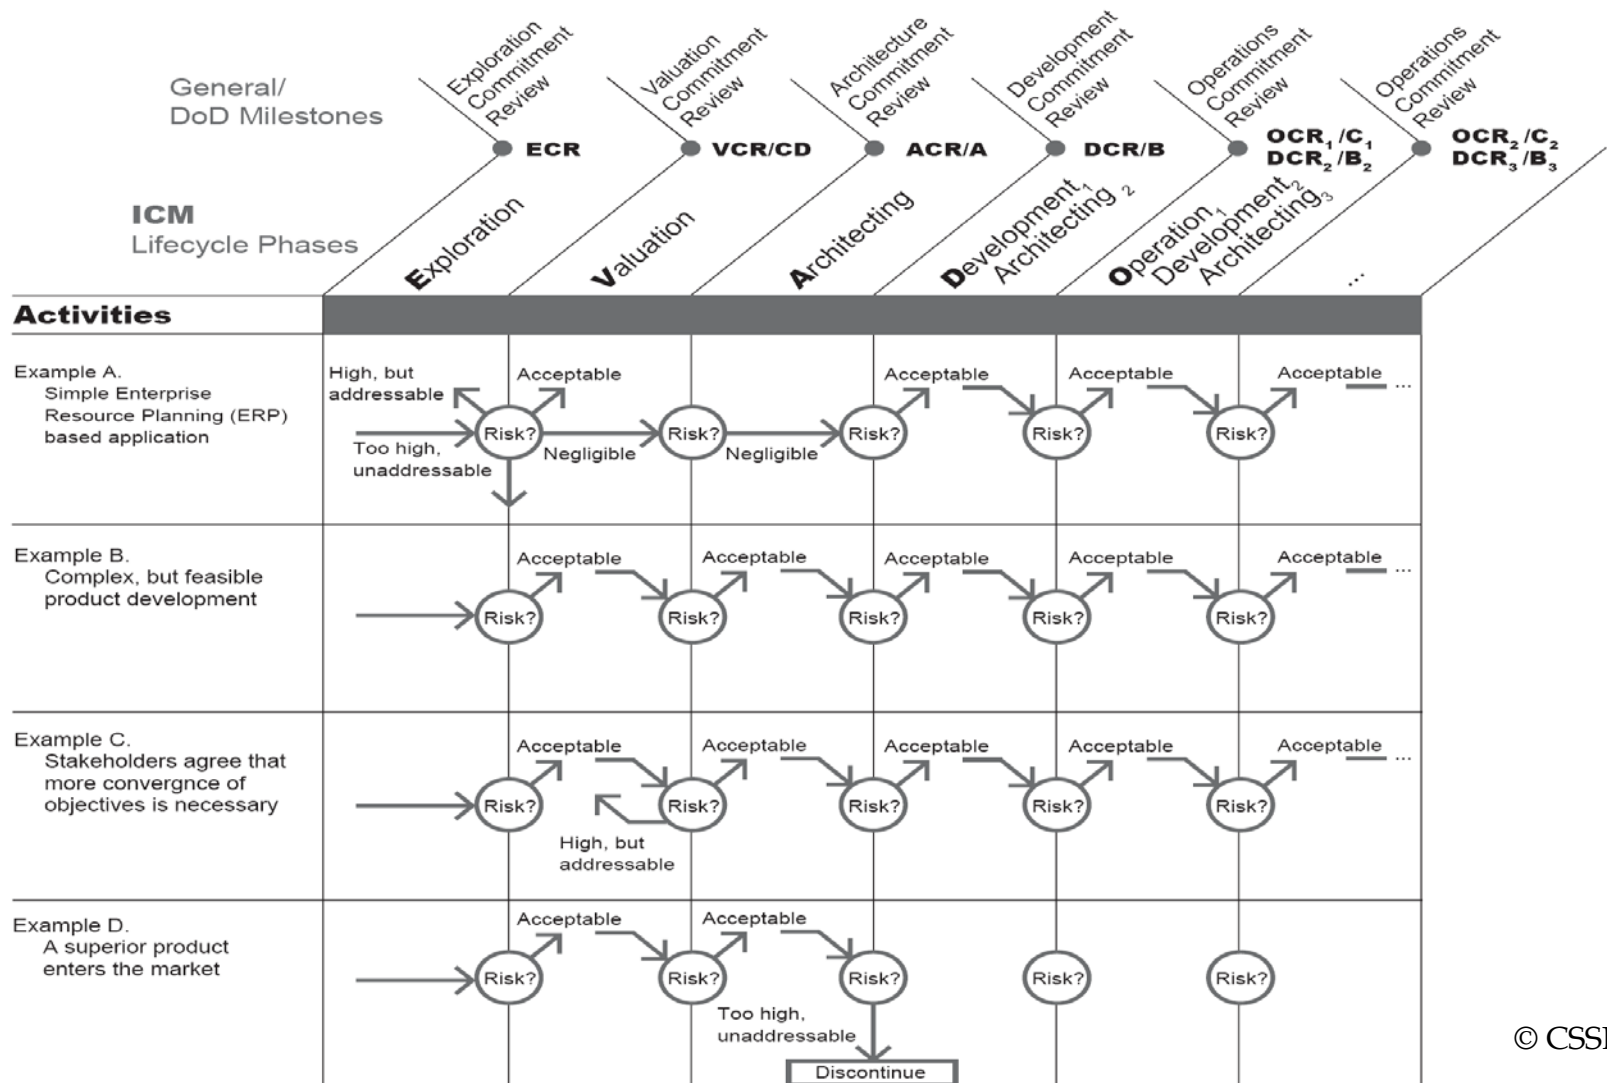 General/
DoD Milestones
Exploration
Commitment
Review
Valuation
Commitment
Review
Architecture
Commitment
Review
Development
Commitment
Review
Operations
Commitment
Review
Operations
Commitment
Review
ECR
VCR/CD
ACR/A
DCR/B
OCR₁/C₁
DCR₂/B₂
OCR₂/C₂
DCR₃/B₃
ICM
Lifecycle Phases
Exploration
Valuation
Architecting
Development₁
Architecting₂
Operation₁
Development₂
Architecting₃
...
Activities
Example A.
Simple Enterprise
Resource Planning (ERP)
based application
High, but
addressable
Too high,
unaddressable
Risk?
Acceptable
Negligible
Risk?
Negligible
Risk?
Acceptable
Risk?
Acceptable
Risk?
Acceptable
...
Example B.
Complex, but feasible
product development
Risk?
Acceptable
Risk?
Acceptable
Risk?
Acceptable
Risk?
Acceptable
Risk?
Acceptable
...
Example C.
Stakeholders agree that
more convergnce of
objectives is necessary
Risk?
Acceptable
High, but
addressable
Risk?
Acceptable
Risk?
Acceptable
Risk?
Acceptable
Risk?
Acceptable
...
Example D.
A superior product
enters the market
Risk?
Acceptable
Risk?
Acceptable
Risk?
Too high,
unaddressable
Discontinue
Risk?
Risk?
© CSS